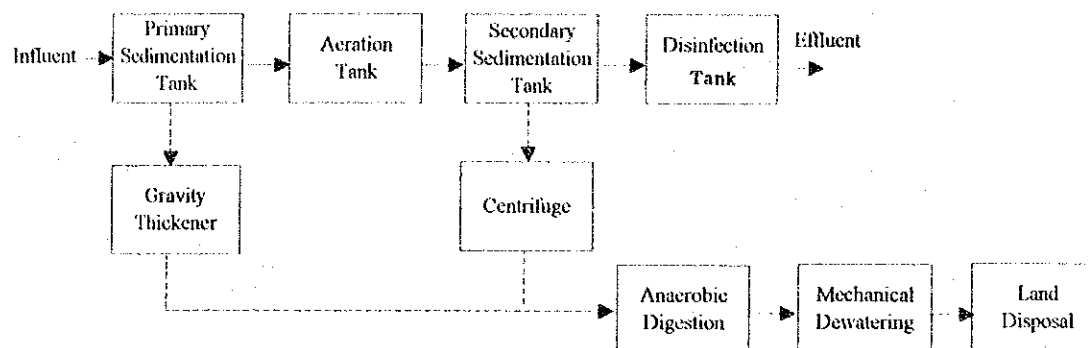 Influent
Primary
Sedimentation
Tank
Aeration
Tank
Secondary
Sedimentation
Tank
Disinfection
Tank
Effluent
Gravity
Thickener
Centrifuge
Anaerobic
Digestion
Mechanical
Dewatering
Land
Disposal